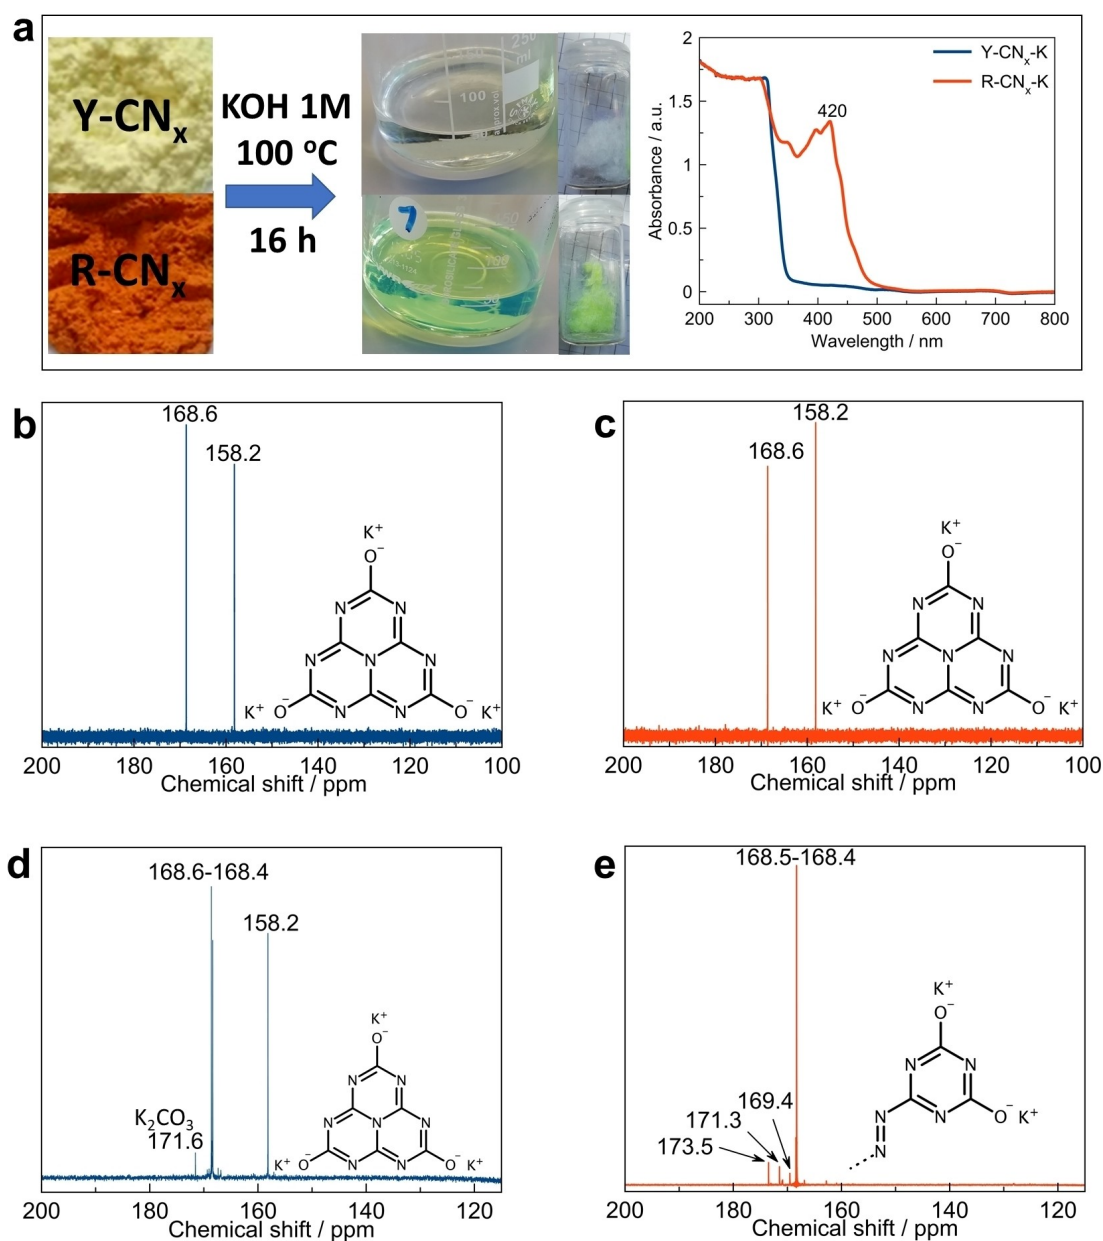 a
Y-CNₓ
R-CNₓ
KOH 1M
100 °C
16 h
250
ml
100
7
100
2
1.5
1
0.5
0
Absorbance / a.u.
420
Y-CNₓ-K
R-CNₓ-K
200 300 400 500 600 700 800
Wavelength / nm
b
168.6
158.2
K⁺
O⁻
N N
N N N
N N
K⁺ O⁻ O⁻ K⁺
200 180 160 140 120 100
Chemical shift / ppm
c
158.2
168.6
K⁺
O⁻
N N
N N N
N N
K⁺ O⁻ O⁻ K⁺
200 180 160 140 120 100
Chemical shift / ppm
d
168.6-168.4
158.2
K₂CO₃
171.6
K⁺
O⁻
N N
N N N
N N
K⁺ O⁻ O⁻ K⁺
200 180 160 140 120
Chemical shift / ppm
e
168.5-168.4
169.4
171.3
173.5
K⁺
O⁻
N N
N N O⁻ K⁺
N
200 180 160 140 120
Chemical shift / ppm